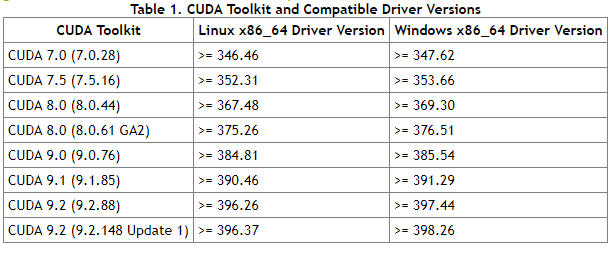 Table 1. CUDA Toolkit and Compatible Driver Versions
CUDA Toolkit Linux x86_64 Driver Version Windows x86_64 Driver Version
CUDA 7.0 (7.0.28) >= 346.46 >= 347.62
CUDA 7.5 (7.5.16) >= 352.31 >= 353.66
CUDA 8.0 (8.0.44) >= 367.48 >= 369.30
CUDA 8.0 (8.0.61 GA2) >= 375.26 >= 376.51
CUDA 9.0 (9.0.76) >= 384.81 >= 385.54
CUDA 9.1 (9.1.85) >= 390.46 >= 391.29
CUDA 9.2 (9.2.88) >= 396.26 >= 397.44
CUDA 9.2 (9.2.148 Update 1) >= 396.37 >= 398.26